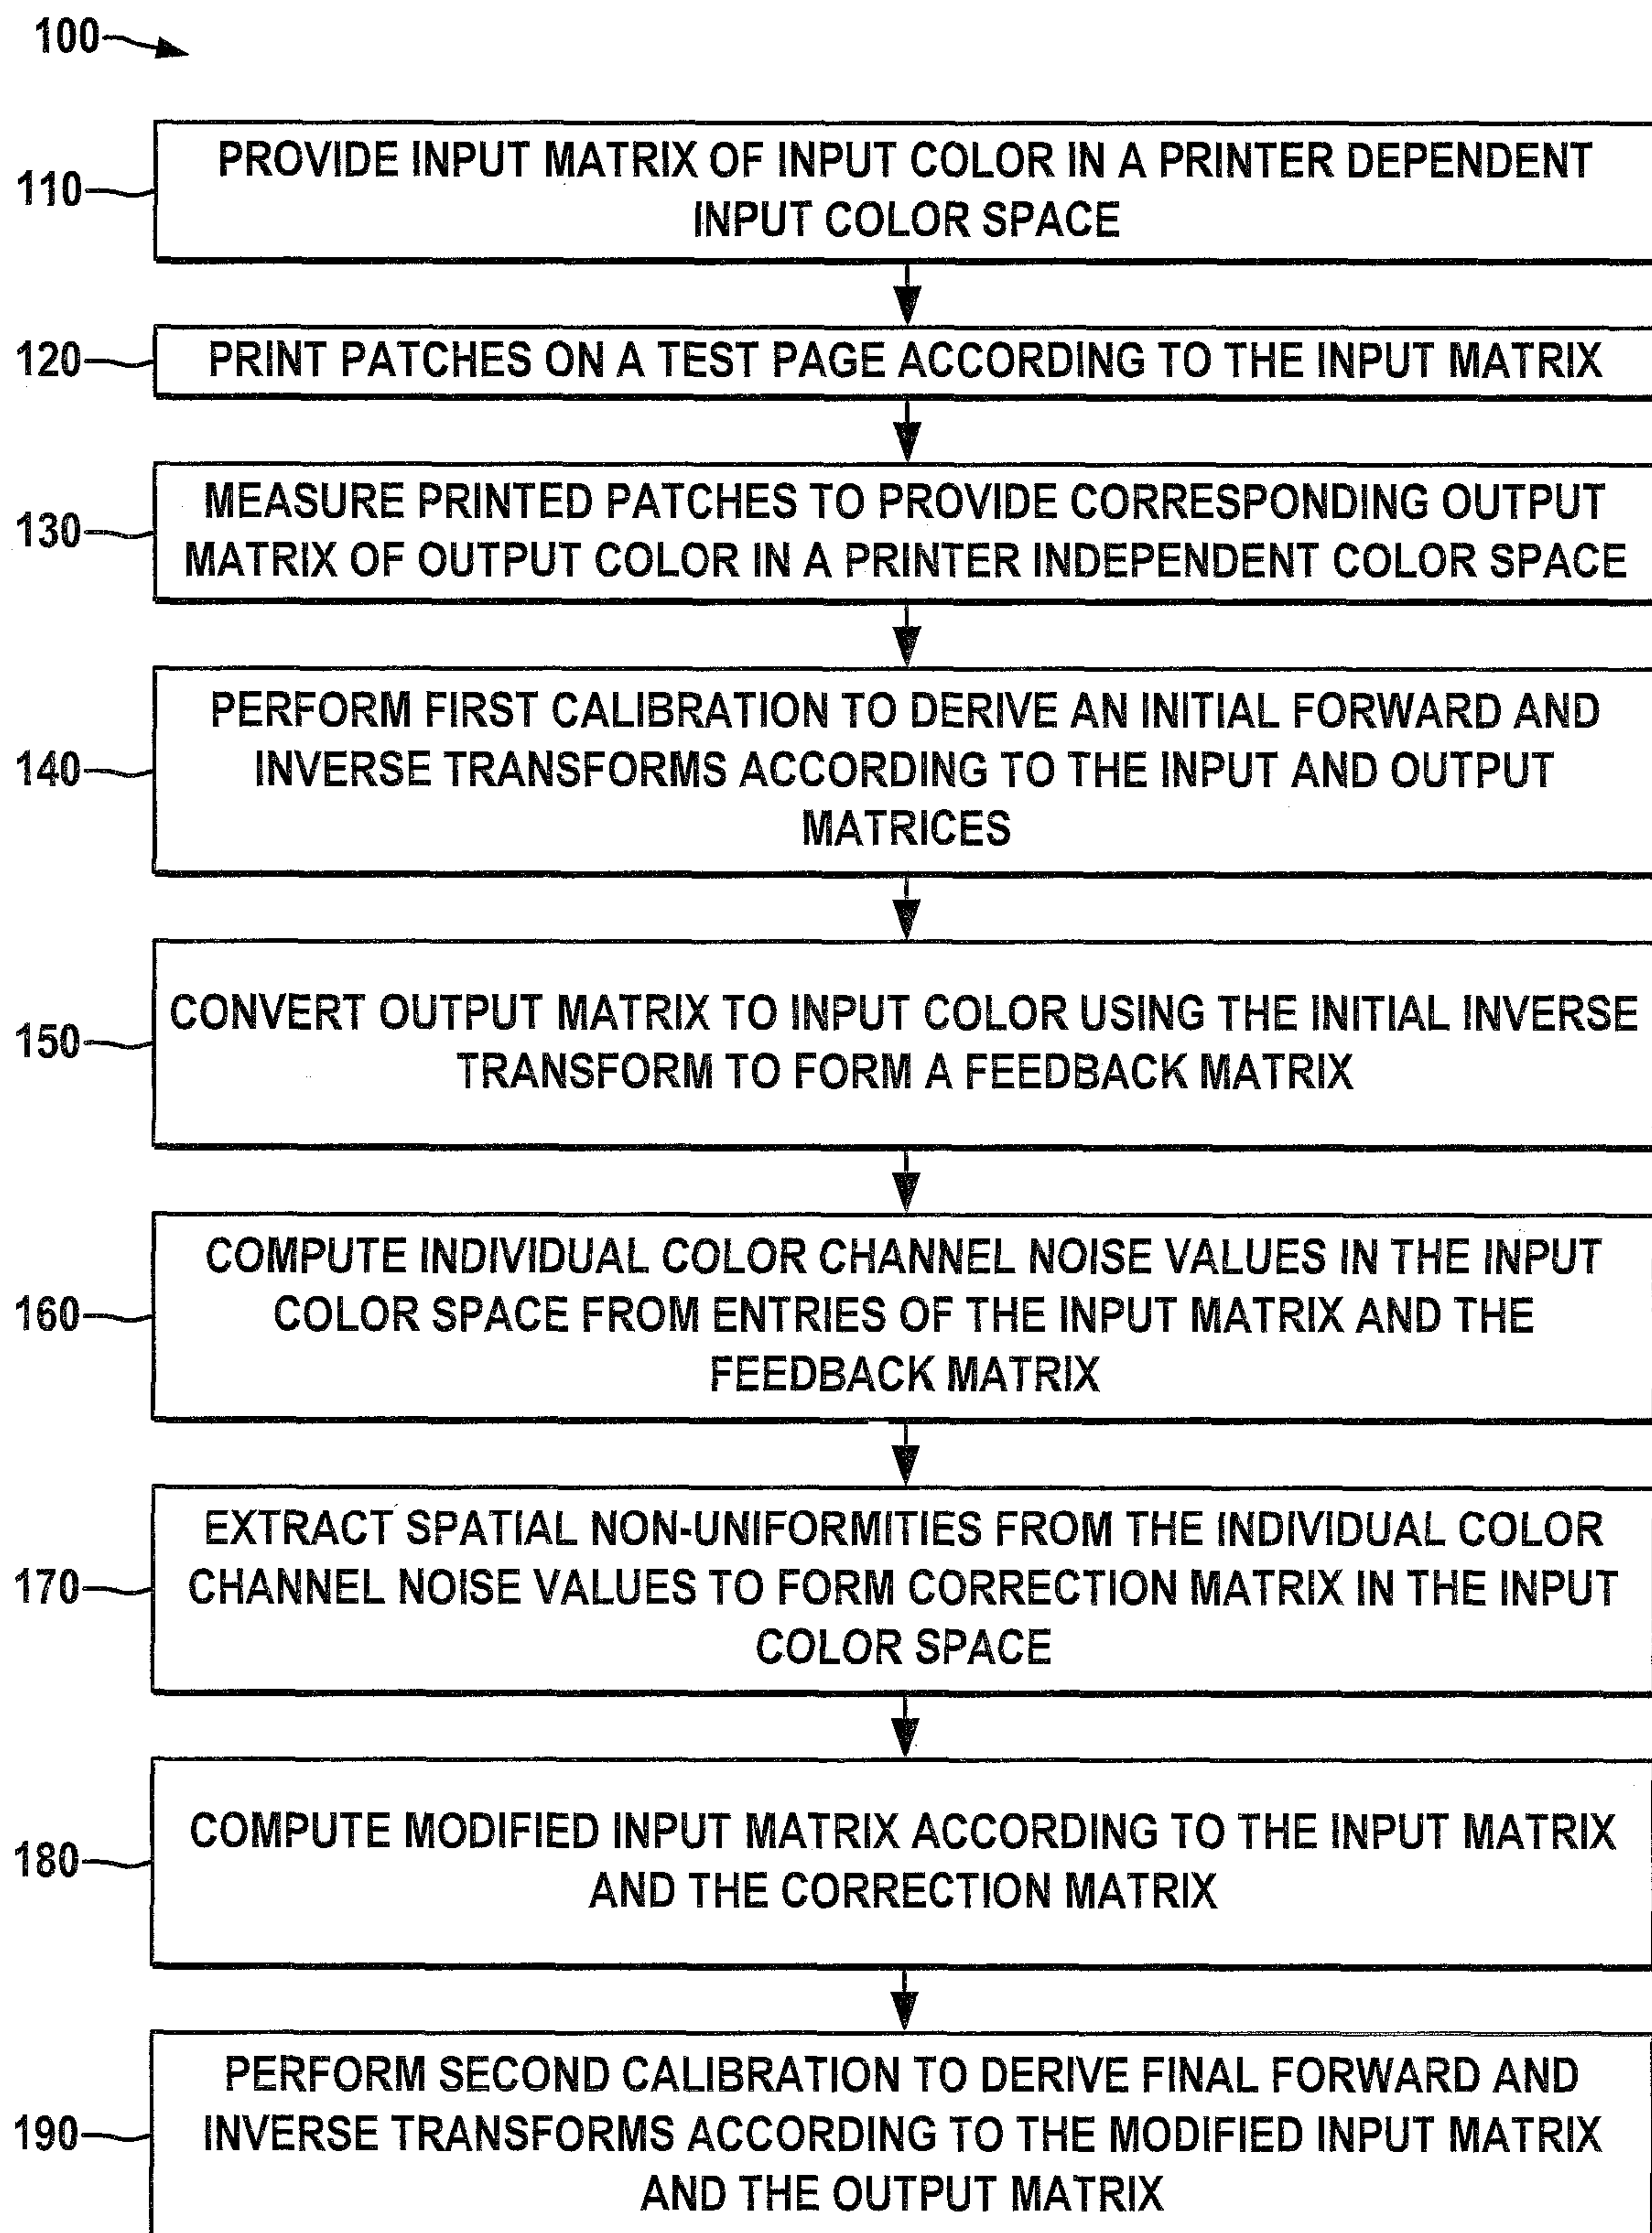 100
110
PROVIDE INPUT MATRIX OF INPUT COLOR IN A PRINTER DEPENDENT
INPUT COLOR SPACE
120
PRINT PATCHES ON A TEST PAGE ACCORDING TO THE INPUT MATRIX
130
MEASURE PRINTED PATCHES TO PROVIDE CORRESPONDING OUTPUT
MATRIX OF OUTPUT COLOR IN A PRINTER INDEPENDENT COLOR SPACE
140
PERFORM FIRST CALIBRATION TO DERIVE AN INITIAL FORWARD AND
INVERSE TRANSFORMS ACCORDING TO THE INPUT AND OUTPUT
MATRICES
150
CONVERT OUTPUT MATRIX TO INPUT COLOR USING THE INITIAL INVERSE
TRANSFORM TO FORM A FEEDBACK MATRIX
160
COMPUTE INDIVIDUAL COLOR CHANNEL NOISE VALUES IN THE INPUT
COLOR SPACE FROM ENTRIES OF THE INPUT MATRIX AND THE
FEEDBACK MATRIX
170
EXTRACT SPATIAL NON-UNIFORMITIES FROM THE INDIVIDUAL COLOR
CHANNEL NOISE VALUES TO FORM CORRECTION MATRIX IN THE INPUT
COLOR SPACE
180
COMPUTE MODIFIED INPUT MATRIX ACCORDING TO THE INPUT MATRIX
AND THE CORRECTION MATRIX
190
PERFORM SECOND CALIBRATION TO DERIVE FINAL FORWARD AND
INVERSE TRANSFORMS ACCORDING TO THE MODIFIED INPUT MATRIX
AND THE OUTPUT MATRIX